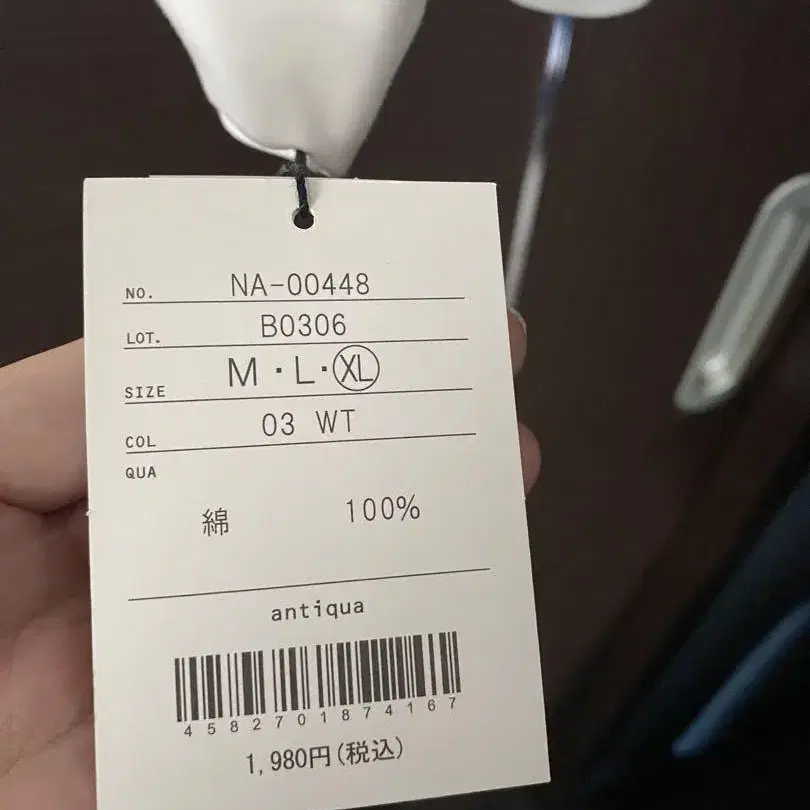 NO. NA-00448
LOT. B0306
SIZE M・L・XL
COL 03 WT
QUA
綿 100%
antiqua
4582701874167
1,980円(税込)